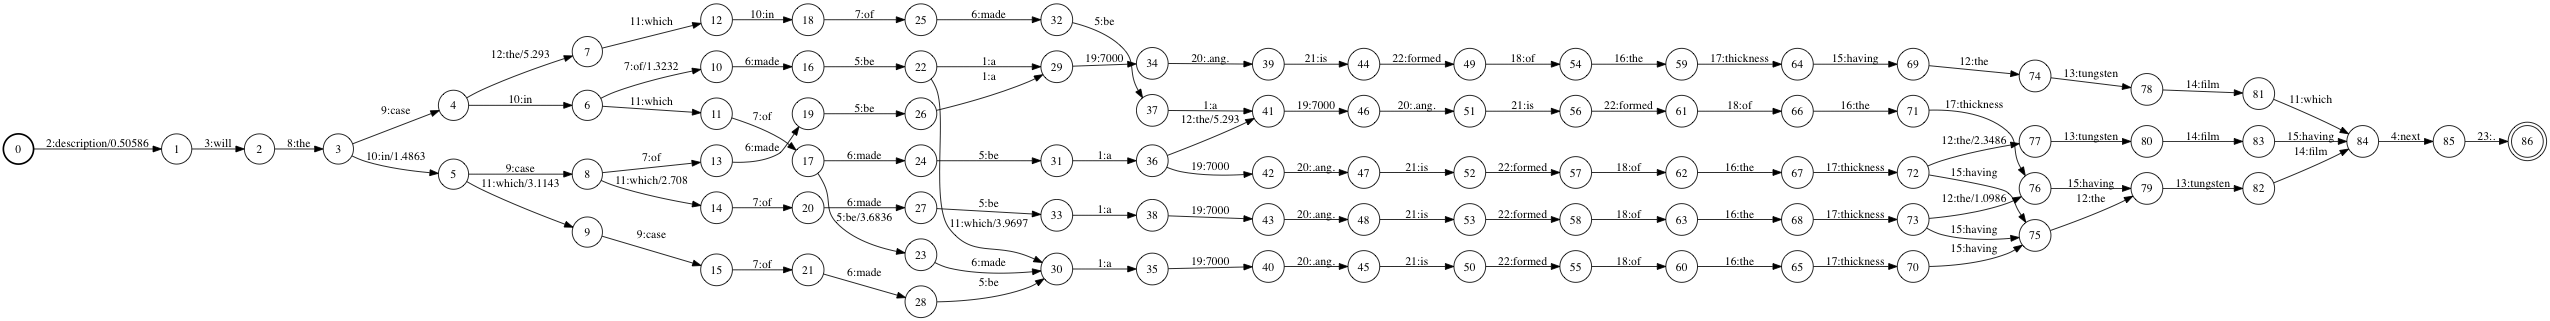 11:which 10:in 7:of 6:made 5:be
0 12 18 25 32
12:the/5.293 7
7:of/1.3232 10 6:made 16 5:be 22 1:a 29 19:7000 34 20:.ang. 39 21:is 44 22:formed 49 18:of 54 16:the 59 17:thickness 64 15:having 69 12:the 74 13:tungsten 78 14:film 81 11:which
1:a
9:case 4 10:in 6 11:which 11 7:of 19 5:be 26 37 1:a 41 19:7000 46 20:.ang. 51 21:is 56 22:formed 61 18:of 66 16:the 71 17:thickness
12:the/5.293
2:description/0.50586 1 3:will 2 8:the 3 6:made 12:the/2.3486 77 13:tungsten 80 14:film 83 15:having 84 4:next 85 23:. 86
14:film
10:in/1.4863 7:of 13 17 6:made 24 5:be 31 1:a 36 19:7000 42 20:.ang. 47 21:is 52 22:formed 57 18:of 62 16:the 67 17:thickness 72 15:having
5 9:case 8 11:which/2.708 76 15:having 79 13:tungsten 82
11:which/3.1143 14 7:of 20 6:made 27 5:be 33 1:a 38 19:7000 43 20:.ang. 48 21:is 53 22:formed 58 18:of 63 16:the 68 17:thickness 73 12:the/1.0986 12:the
5:be/3.6836 11:which/3.9697 15:having 75
9 9:case 23 6:made 15:having
15 7:of 21 6:made 30 1:a 35 19:7000 40 20:.ang. 45 21:is 50 22:formed 55 18:of 60 16:the 65 17:thickness 70
28 5:be